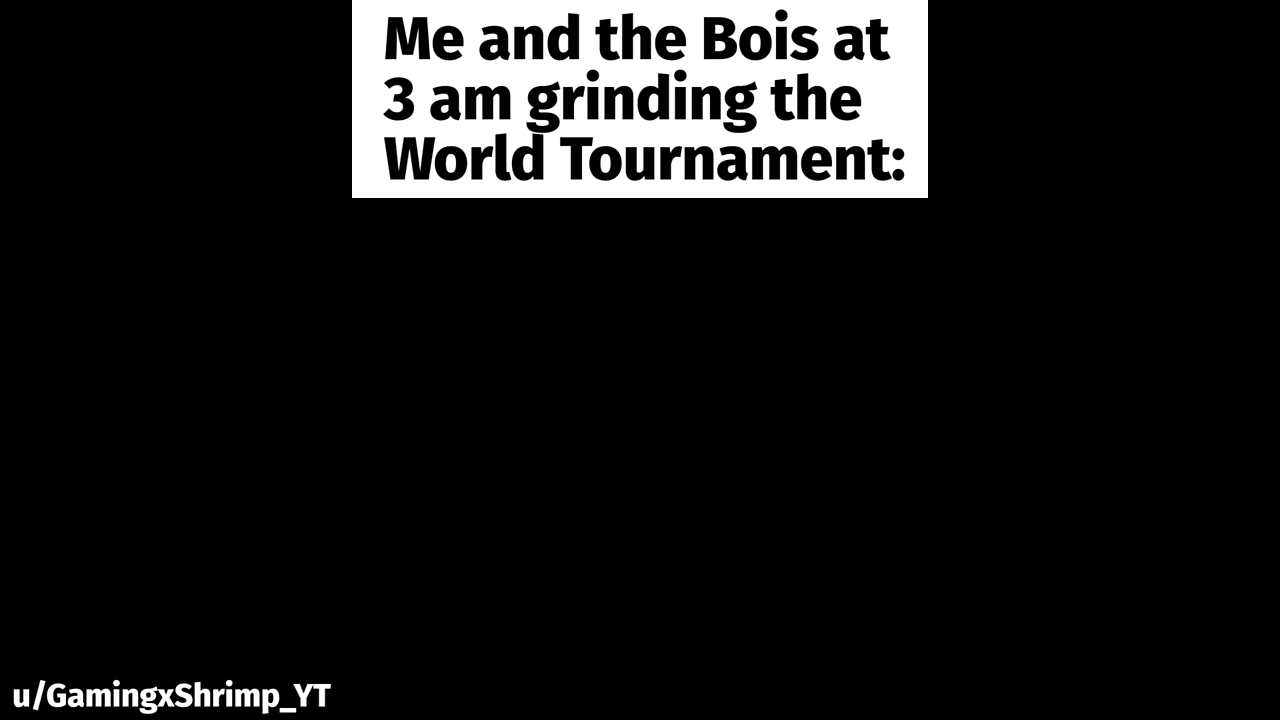 Me and the Bois at
3 am grinding the
World Tournament:
u/GamingxShrimp_YT